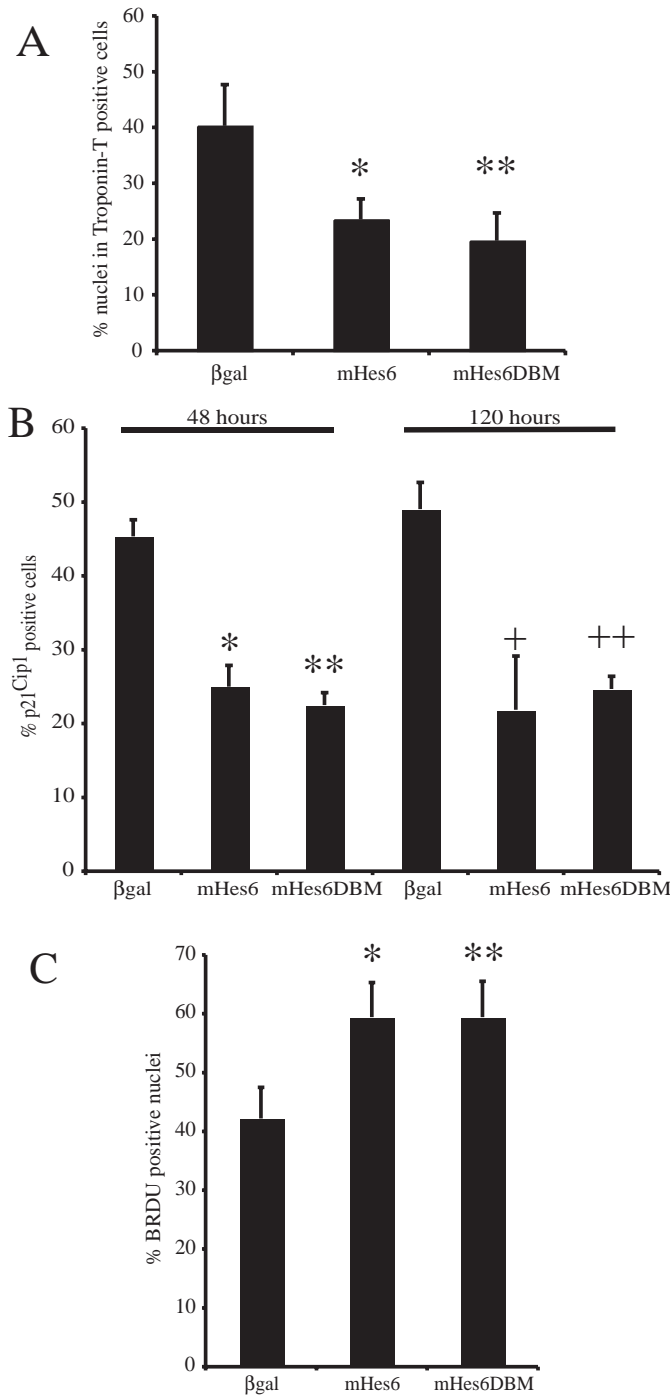 A
% nuclei in Troponin-T positive cells
60
50
40
30
20
10
0
*
**
βgal
mHes6
mHes6DBM
B
48 hours
120 hours
% p21Cip1 positive cells
60
50
40
30
20
10
0
*
**
+
++
βgal
mHes6
mHes6DBM
βgal
mHes6
mHes6DBM
C
% BRDU positive nuclei
70
60
50
40
30
20
10
0
*
**
βgal
mHes6
mHes6DBM